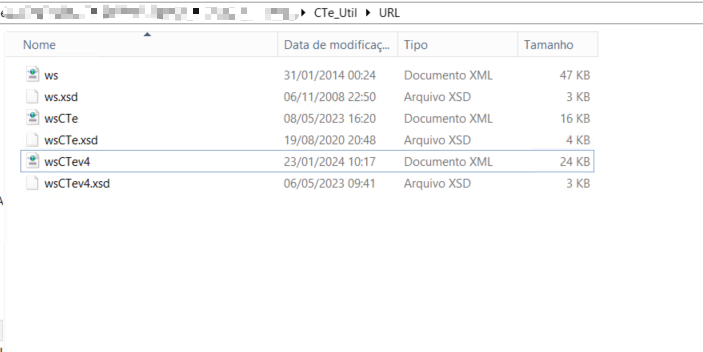 CTe_Util URL
Nome Data de modificaç... Tipo Tamanho
ws 31/01/2014 00:24 Documento XML 47 KB
ws.xsd 06/11/2008 22:50 Arquivo XSD 3 KB
wsCTe 08/05/2023 16:20 Documento XML 16 KB
wsCTe.xsd 19/08/2020 20:48 Arquivo XSD 4 KB
wsCTev4 23/01/2024 10:17 Documento XML 24 KB
wsCTev4.xsd 06/05/2023 09:41 Arquivo XSD 3 KB